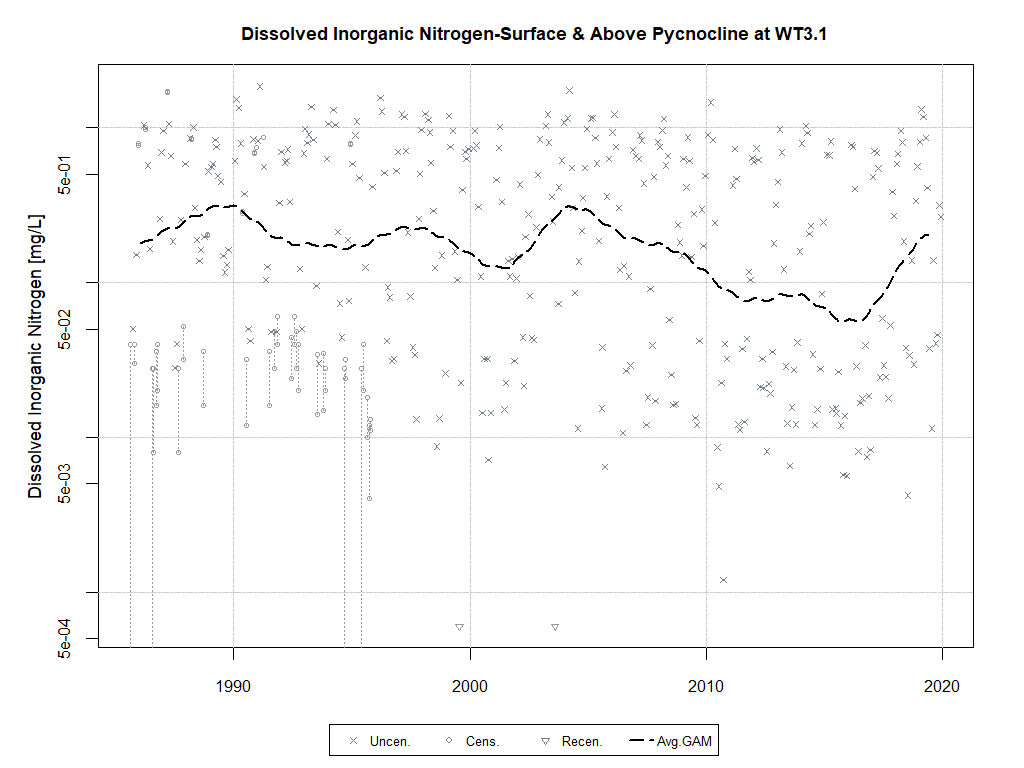 Dissolved Inorganic Nitrogen-Surface & Above Pycnocline at WT3.1
Dissolved Inorganic Nitrogen [mg/L]
5e-01
5e-02
5e-03
5e-04
1990
2000
2010
2020
Uncen.
Cens.
Recen.
Avg.GAM